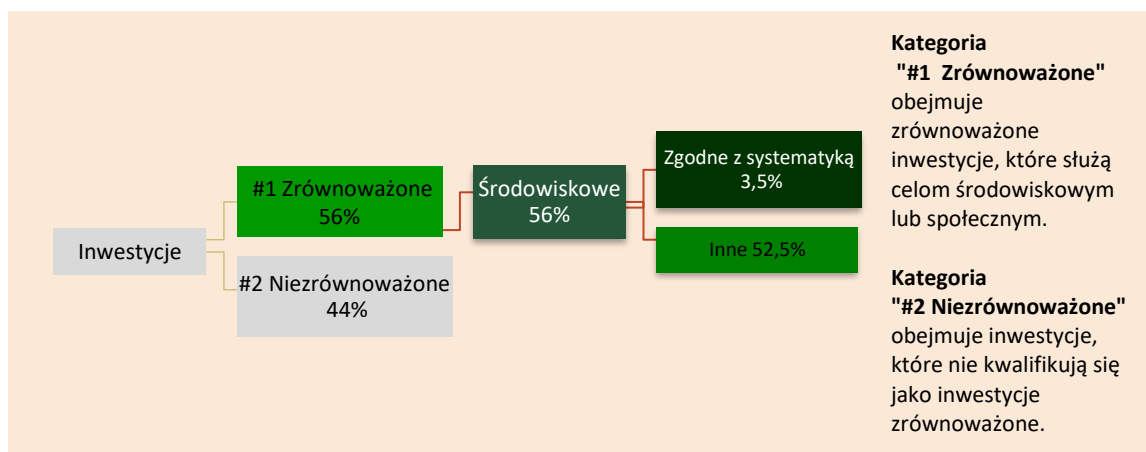 Inwestycje
#1 Zrównoważone
56%
#2 Niezrównoważone
44%
Środowiskowe
56%
Zgodne z systematyką
3,5%
Inne 52,5%
Kategoria
"#1 Zrównoważone"
obejmuje
zrównoważone
inwestycje, które służą
celom środowiskowym
lub społecznym.
Kategoria
"#2 Niezrównoważone"
obejmuje inwestycje,
które nie kwalifikują się
jako inwestycje
zrównoważone.